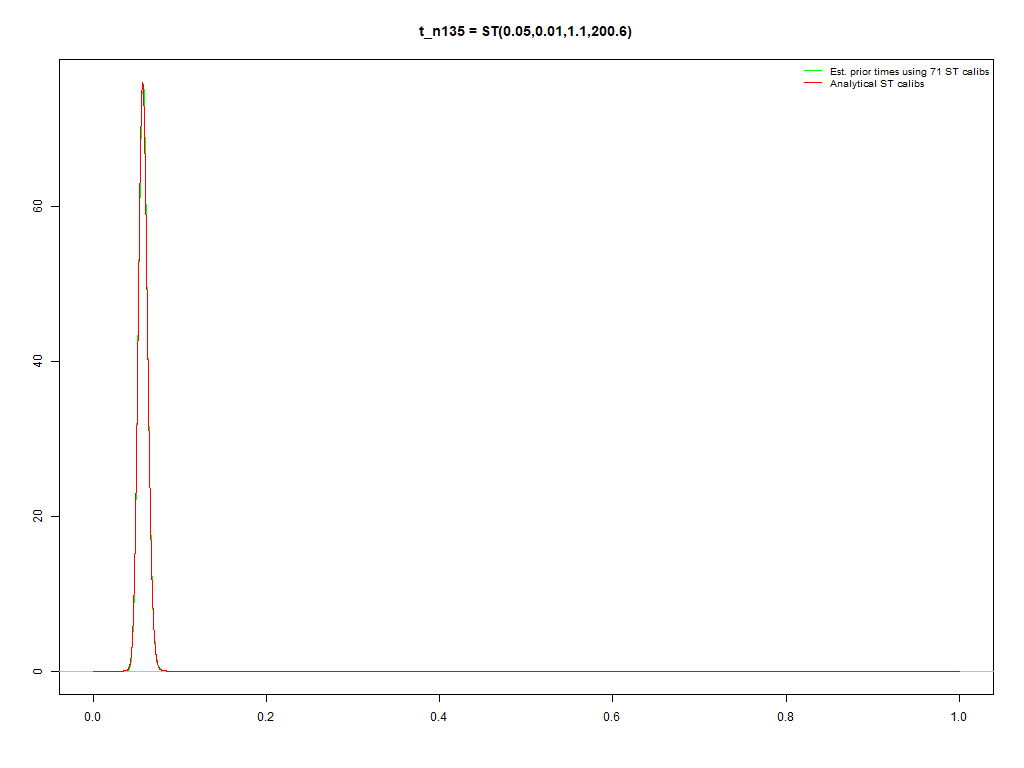 t_n135 = ST(0.05,0.01,1.1,200.6)
Est. prior times using 71 ST calibs
Analytical ST calibs
60
40
20
0
0.0 0.2 0.4 0.6 0.8 1.0